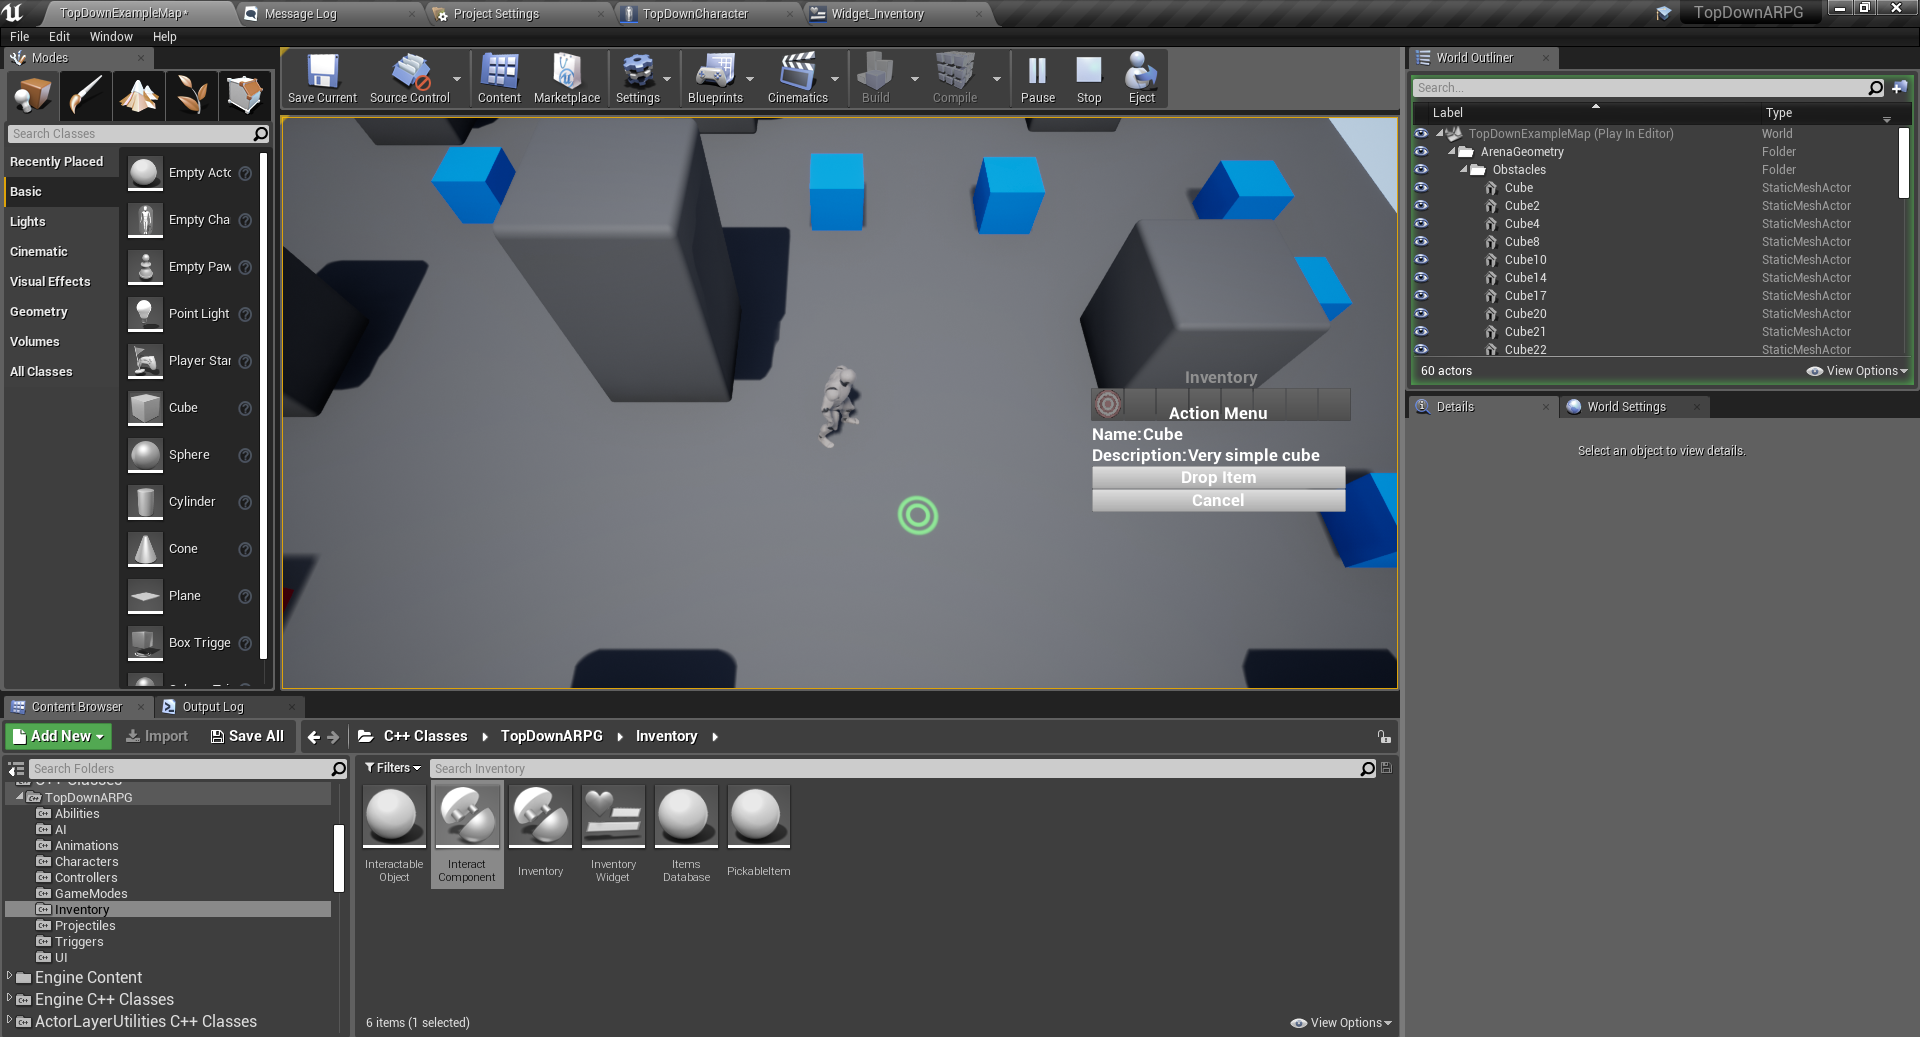 TopDownExampleMap*
Message Log
Project Settings
TopDownCharacter
Widget_Inventory
TopDownARPG
File Edit Window Help
Modes
Search Classes
Recently Placed
Basic
Lights
Cinematic
Visual Effects
Geometry
Volumes
All Classes
Empty Actc
Empty Cha
Empty Paw
Point Light
Player Star
Cube
Sphere
Cylinder
Cone
Plane
Box Trigge
Save Current
Source Control
Content
Marketplace
Settings
Blueprints
Cinematics
Build
Compile
Pause
Stop
Eject
Inventory
Action Menu
Name:Cube
Description:Very simple cube
Drop Item
Cancel
World Outliner
Search...
Label Type
TopDownExampleMap (Play In Editor) World
ArenaGeometry Folder
Obstacles Folder
Cube StaticMeshActor
Cube2 StaticMeshActor
Cube4 StaticMeshActor
Cube8 StaticMeshActor
Cube10 StaticMeshActor
Cube14 StaticMeshActor
Cube17 StaticMeshActor
Cube20 StaticMeshActor
Cube21 StaticMeshActor
Cube22 StaticMeshActor
60 actors
View Options
Details
World Settings
Select an object to view details.
Content Browser
Output Log
Add New
Import
Save All
C++ Classes
TopDownARPG
Inventory
Search Folders
Filters
Search Inventory
C++ Classes
TopDownARPG
Abilities
AI
Animations
Characters
Controllers
GameModes
Inventory
Projectiles
Triggers
UI
Engine Content
Engine C++ Classes
ActorLayerUtilities C++ Classes
Interactable
Object
Interact
Component
Inventory
Inventory
Widget
Items
Database
PickableItem
6 items (1 selected)
View Options